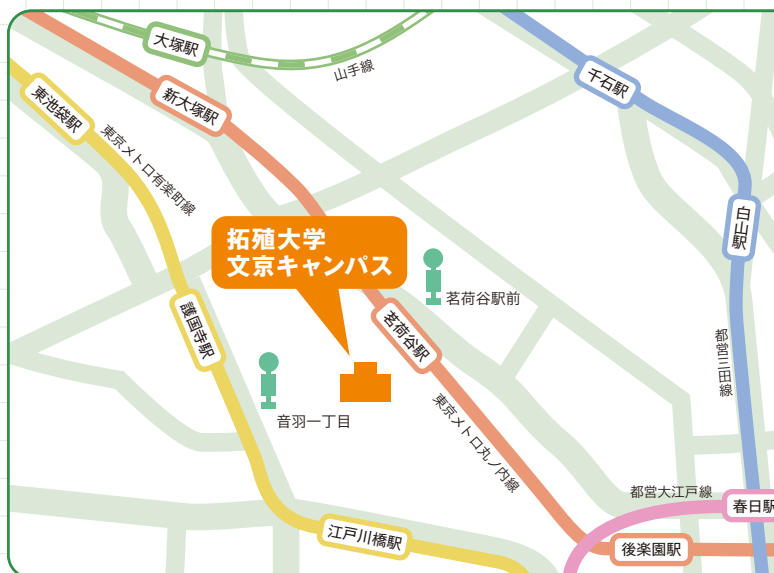 大塚駅
山手線
千石駅
東池袋駅
新大塚駅
東京メトロ有楽町線
白山駅
拓殖大学
文京キャンパス
茗荷谷駅前
護国寺駅
茗荷谷駅
都営三田線
音羽一丁目
東京メトロ丸ノ内線
都営大江戸線
春日駅
江戸川橋駅
後楽園駅